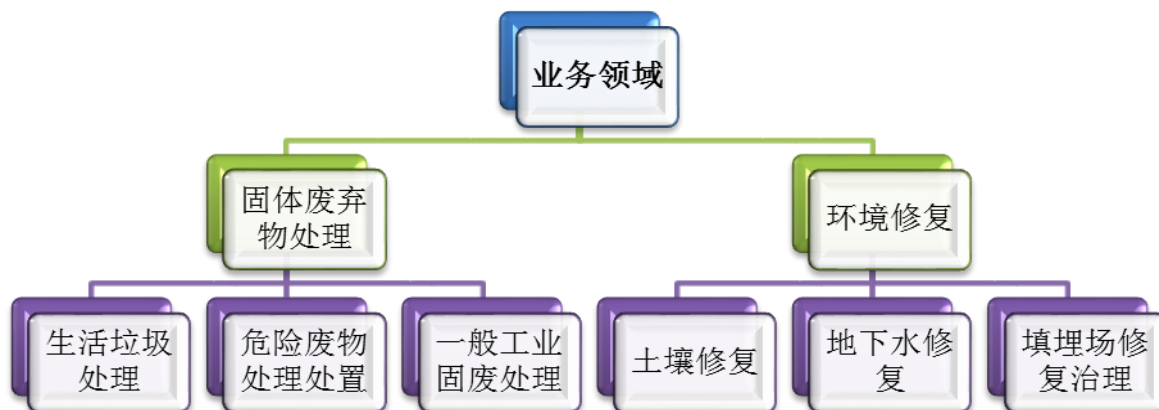 业务领域
固体废弃
物处理
环境修复
生活垃圾
处理
危险废物
处理处置
一般工业
固废处理
土壤修复
地下水修
复
填埋场修
复治理